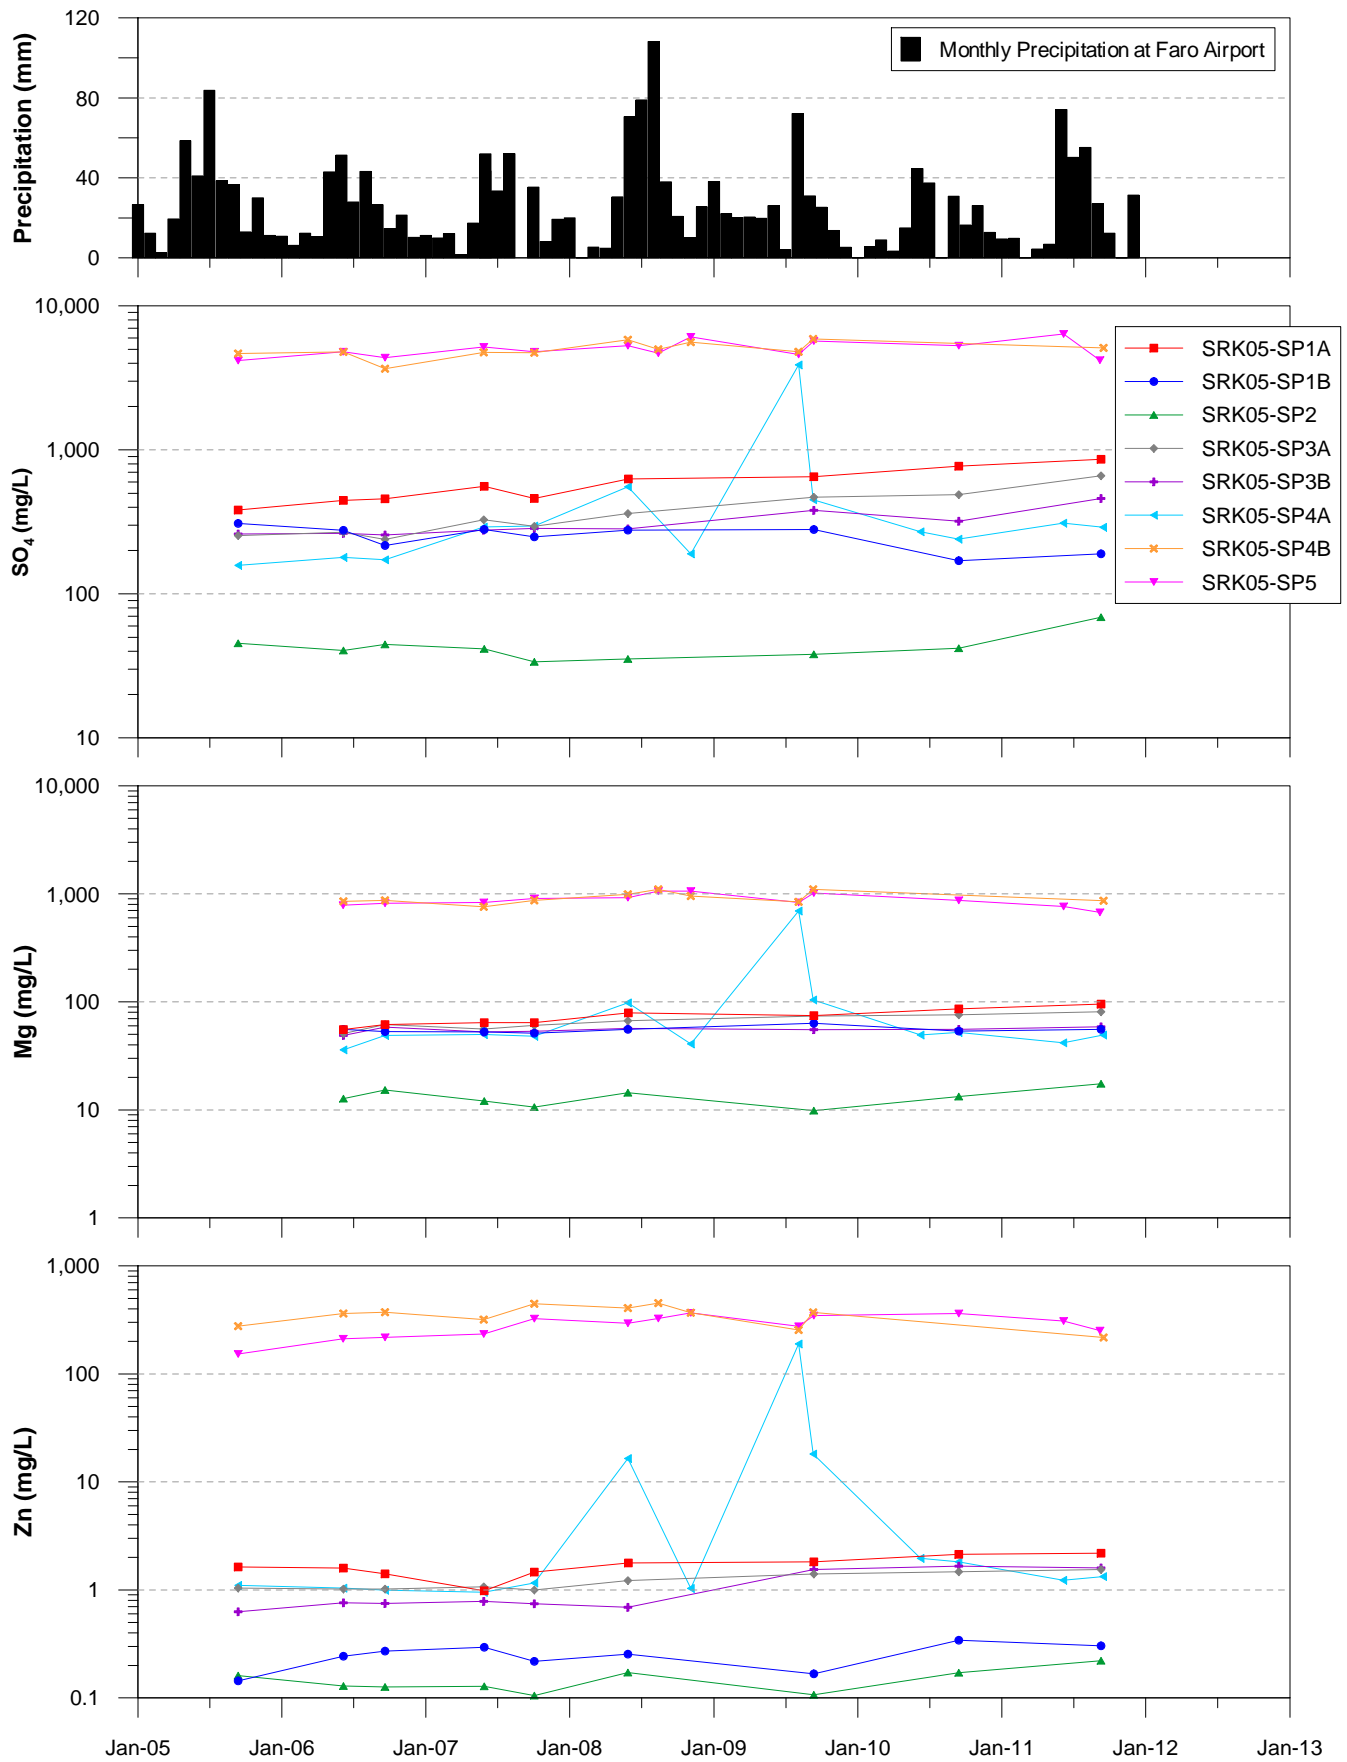 120
80
40
0
Precipitation (mm)
Monthly Precipitation at Faro Airport
10,000
1,000
100
10
SO4 (mg/L)
SRK05-SP1A
SRK05-SP1B
SRK05-SP2
SRK05-SP3A
SRK05-SP3B
SRK05-SP4A
SRK05-SP4B
SRK05-SP5
10,000
1,000
100
10
1
Mg (mg/L)
1,000
100
10
1
0.1
Zn (mg/L)
Jan-05 Jan-06 Jan-07 Jan-08 Jan-09 Jan-10 Jan-11 Jan-12 Jan-13